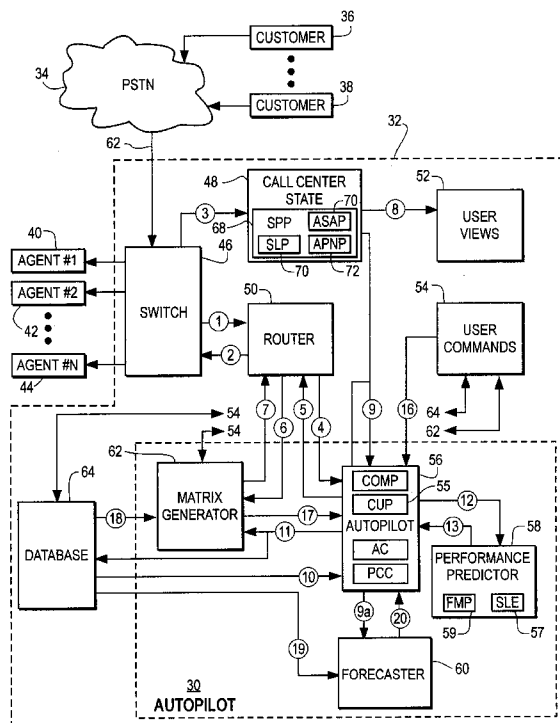 CUSTOMER
36
34
PSTN
CUSTOMER
38
62
32
48
CALL CENTER
STATE
70
SPP
ASAP
68
SLP
APNP
70
72
3
8
52
USER
VIEWS
40
AGENT #1
46
AGENT #2
42
SWITCH
AGENT #N
44
1
2
50
ROUTER
54
USER
COMMANDS
7
6
5
4
9
16
64
62
54
54
64
62
56
COMP
55
CUP
AUTOPILOT
AC
PCC
MATRIX
GENERATOR
17
18
11
12
13
58
PERFORMANCE
PREDICTOR
FMP
SLE
59
57
DATABASE
10
19
9a
20
30
AUTOPILOT
FORECASTER
60